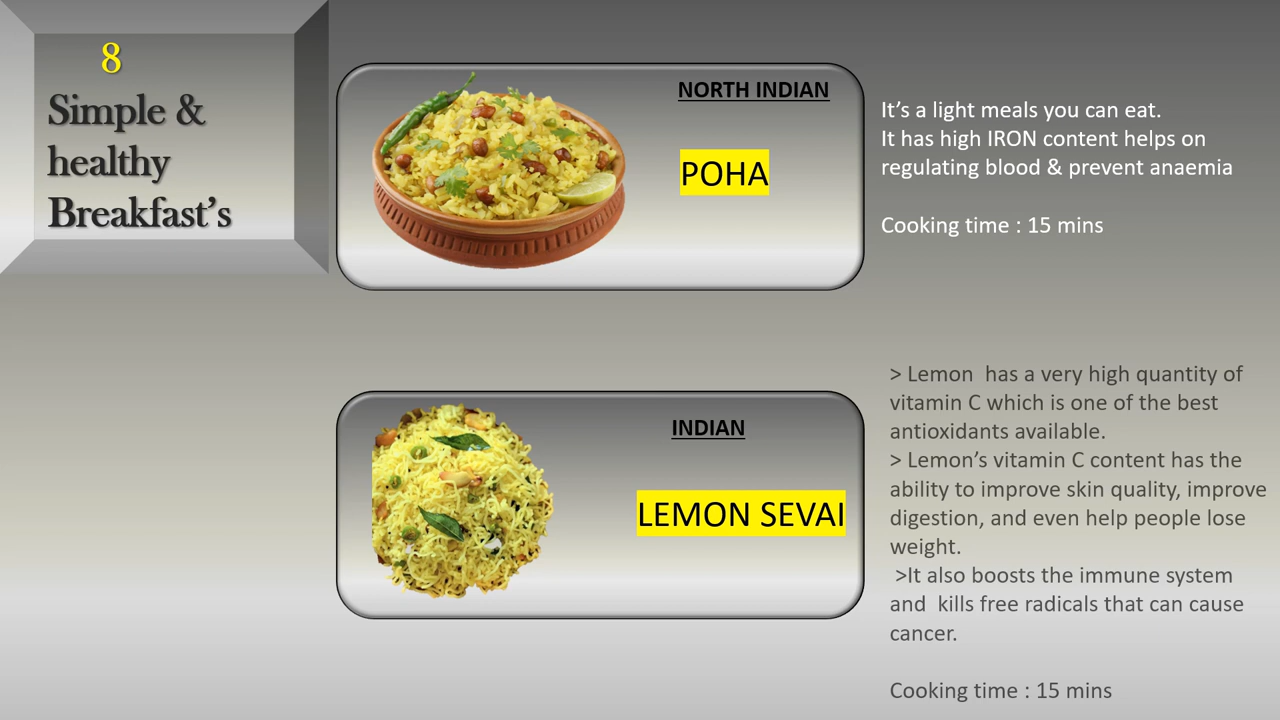 8
Simple &
healthy
Breakfast’s
NORTH INDIAN
POHA
It’s a light meals you can eat.
It has high IRON content helps on
regulating blood & prevent anaemia
Cooking time : 15 mins
INDIAN
LEMON SEVAI
> Lemon  has a very high quantity of
vitamin C which is one of the best
antioxidants available.
> Lemon’s vitamin C content has the
ability to improve skin quality, improve
digestion, and even help people lose
weight.
>It also boosts the immune system
and  kills free radicals that can cause
cancer.
Cooking time : 15 mins